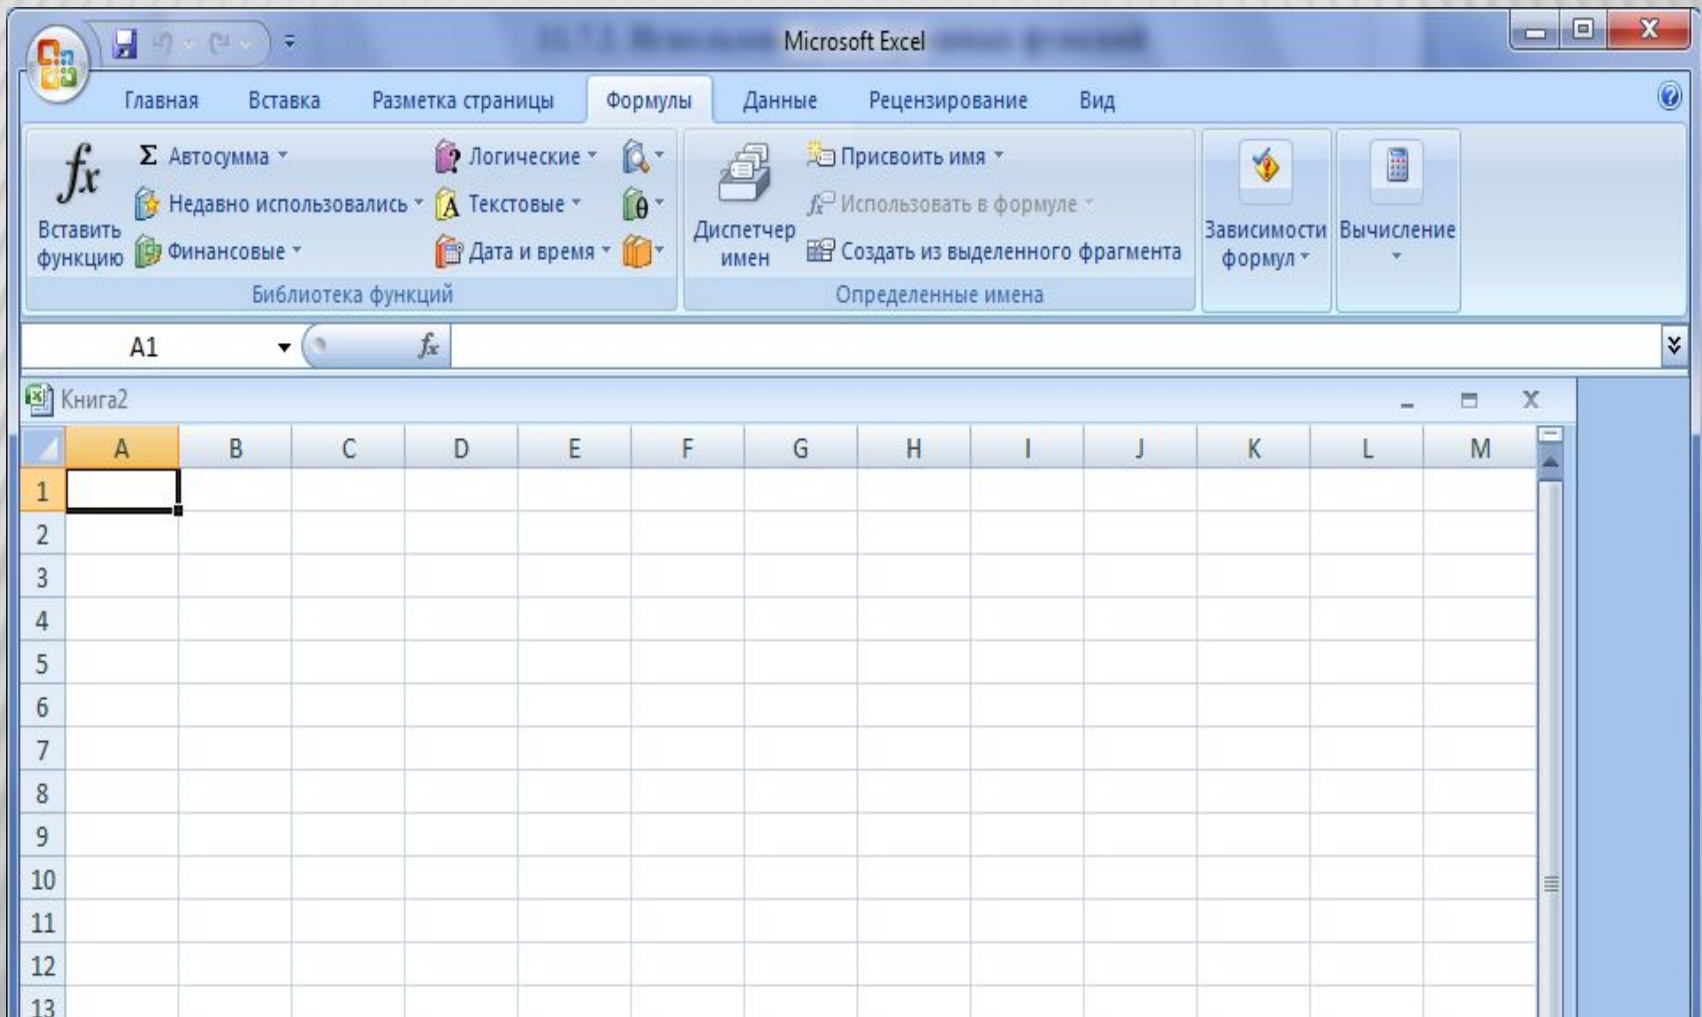 Microsoft Excel
Главная Вставка Разметка страницы Формулы Данные Рецензирование Вид
fx Вставить функцию
Σ Автосумма
Недавно использовались
Финансовые
Логические
Текстовые
Дата и время
θ
Библиотека функций
Диспетчер имен
Присвоить имя
Использовать в формуле
Создать из выделенного фрагмента
Определенные имена
Зависимости формул
Вычисление
A1 fx
Книга2
A B C D E F G H I J K L M
1
2
3
4
5
6
7
8
9
10
11
12
13